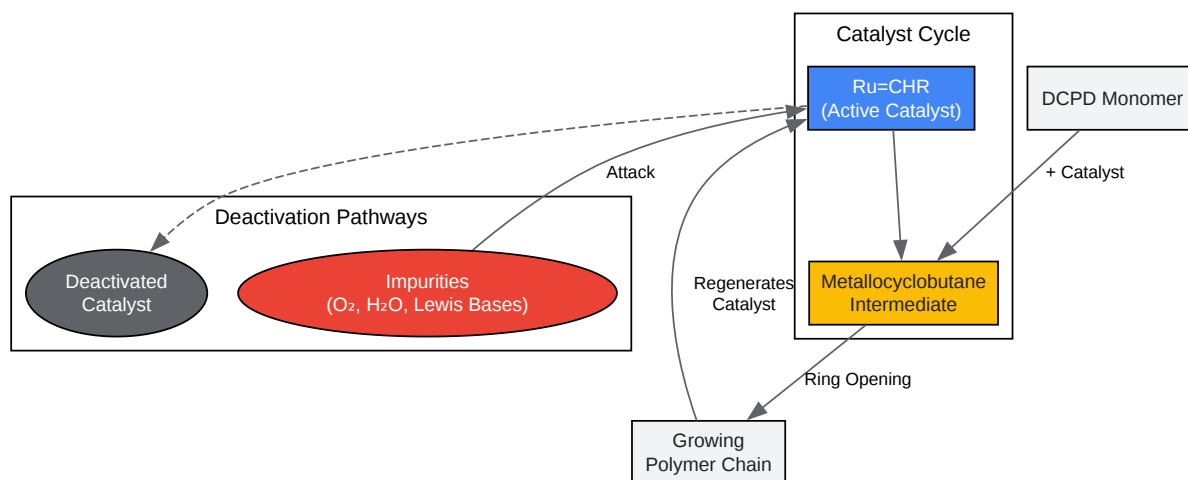 Catalyst Cycle
Ru=CHR
(Active Catalyst)
DCPD Monomer
Attack
+ Catalyst
Deactivation Pathways
Deactivated
Catalyst
Impurities
(O₂, H₂O, Lewis Bases)
Regenerates
Catalyst
Metallocyclobutane
Intermediate
Ring Opening
Growing
Polymer Chain